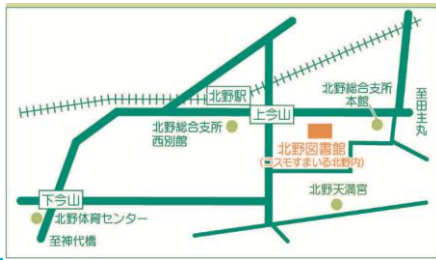 北野駅
北野総合支所
本館
至田主丸
上今山
北野総合支所
西別館
北野図書館
(コスモすまいる北野内)
下今山
北野天満宮
北野体育センター
至神代橋